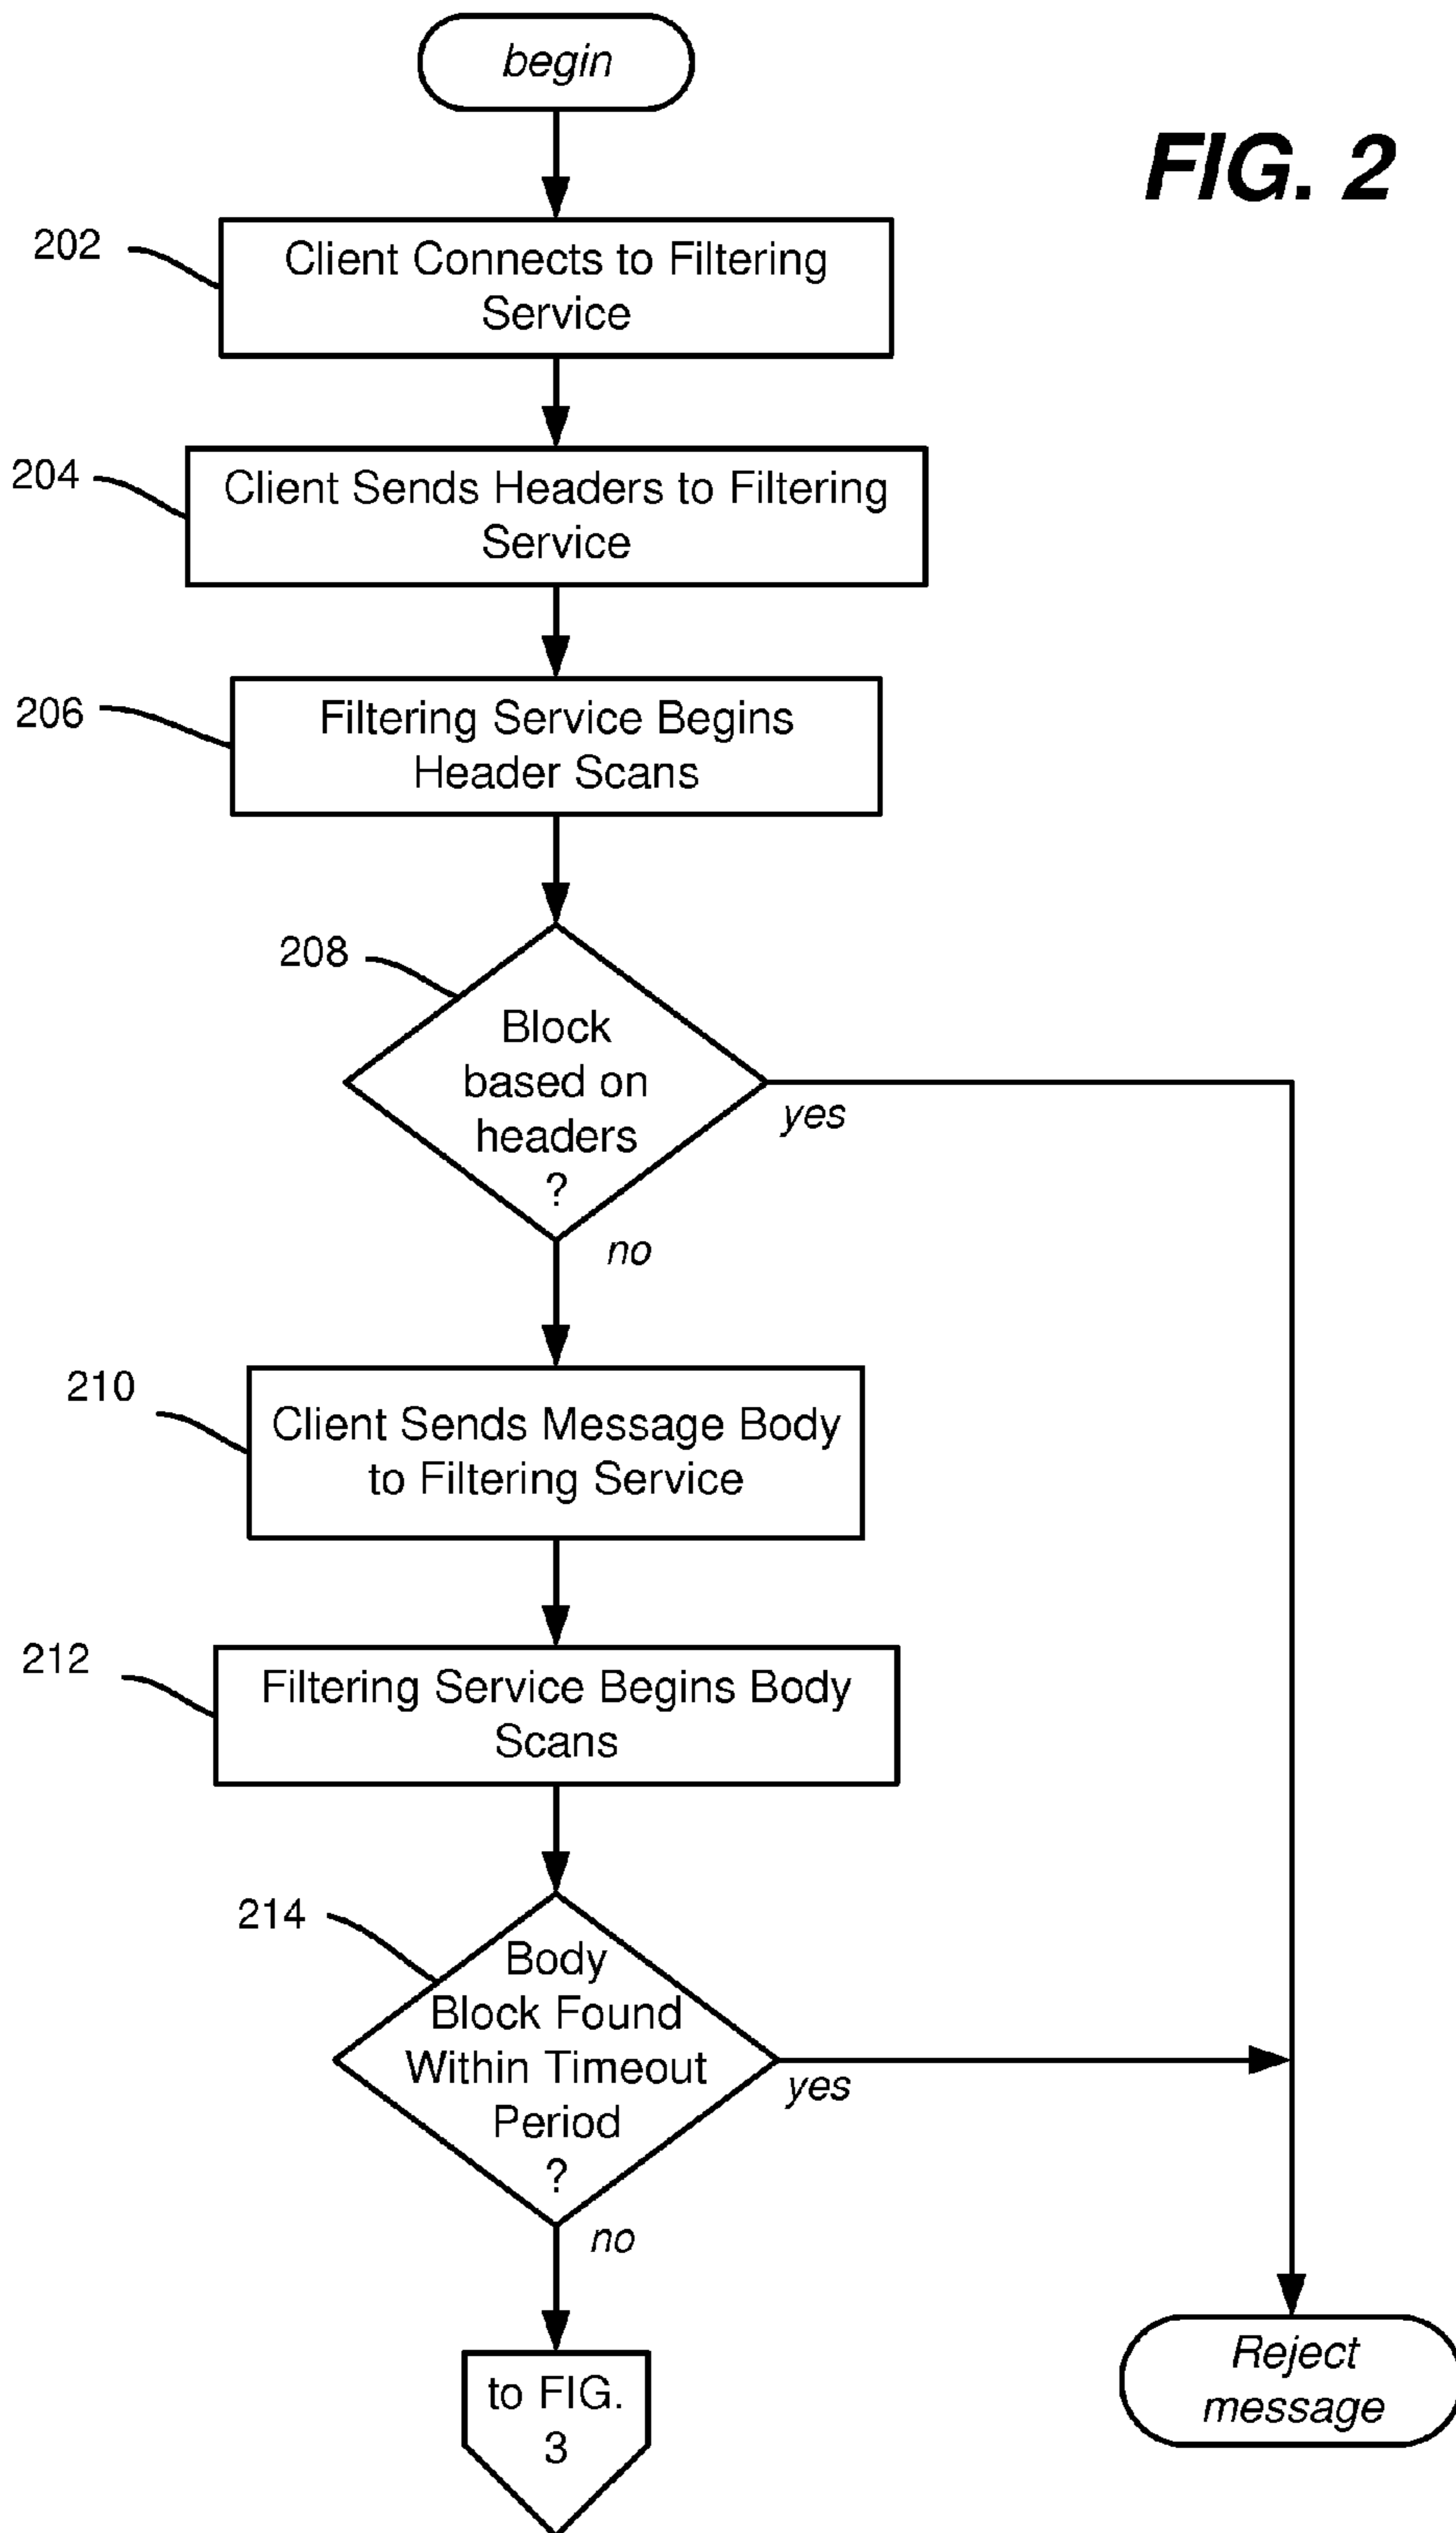 begin
FIG. 2
202
Client Connects to Filtering
Service
204
Client Sends Headers to Filtering
Service
206
Filtering Service Begins
Header Scans
208
Block
based on
headers
?
yes
no
210
Client Sends Message Body
to Filtering Service
212
Filtering Service Begins Body
Scans
214
Body
Block Found
Within Timeout
Period
?
yes
no
to FIG.
3
Reject
message